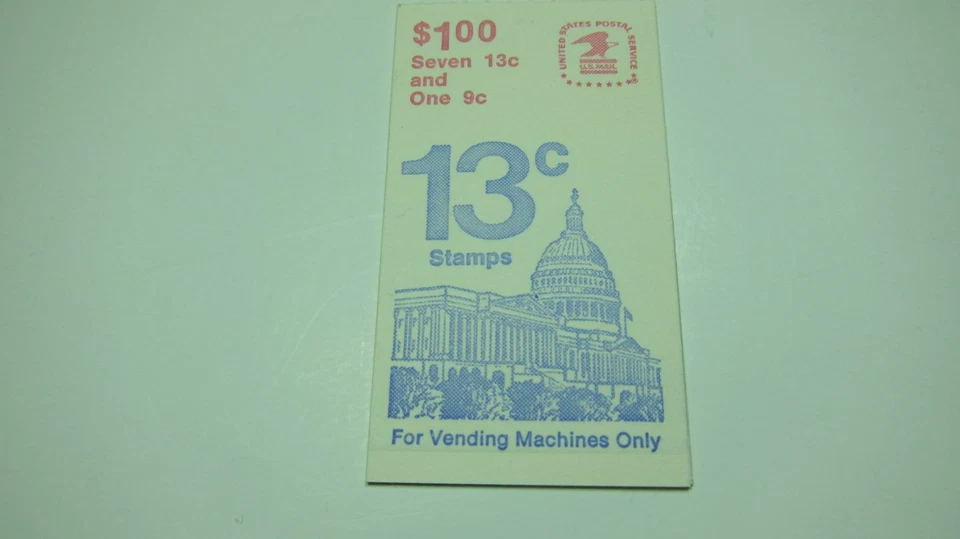 $1.00
Seven 13c
and
One 9c
UNITED STATES POSTAL SERVICE
U.S.MAIL
13c
Stamps
For Vending Machines Only